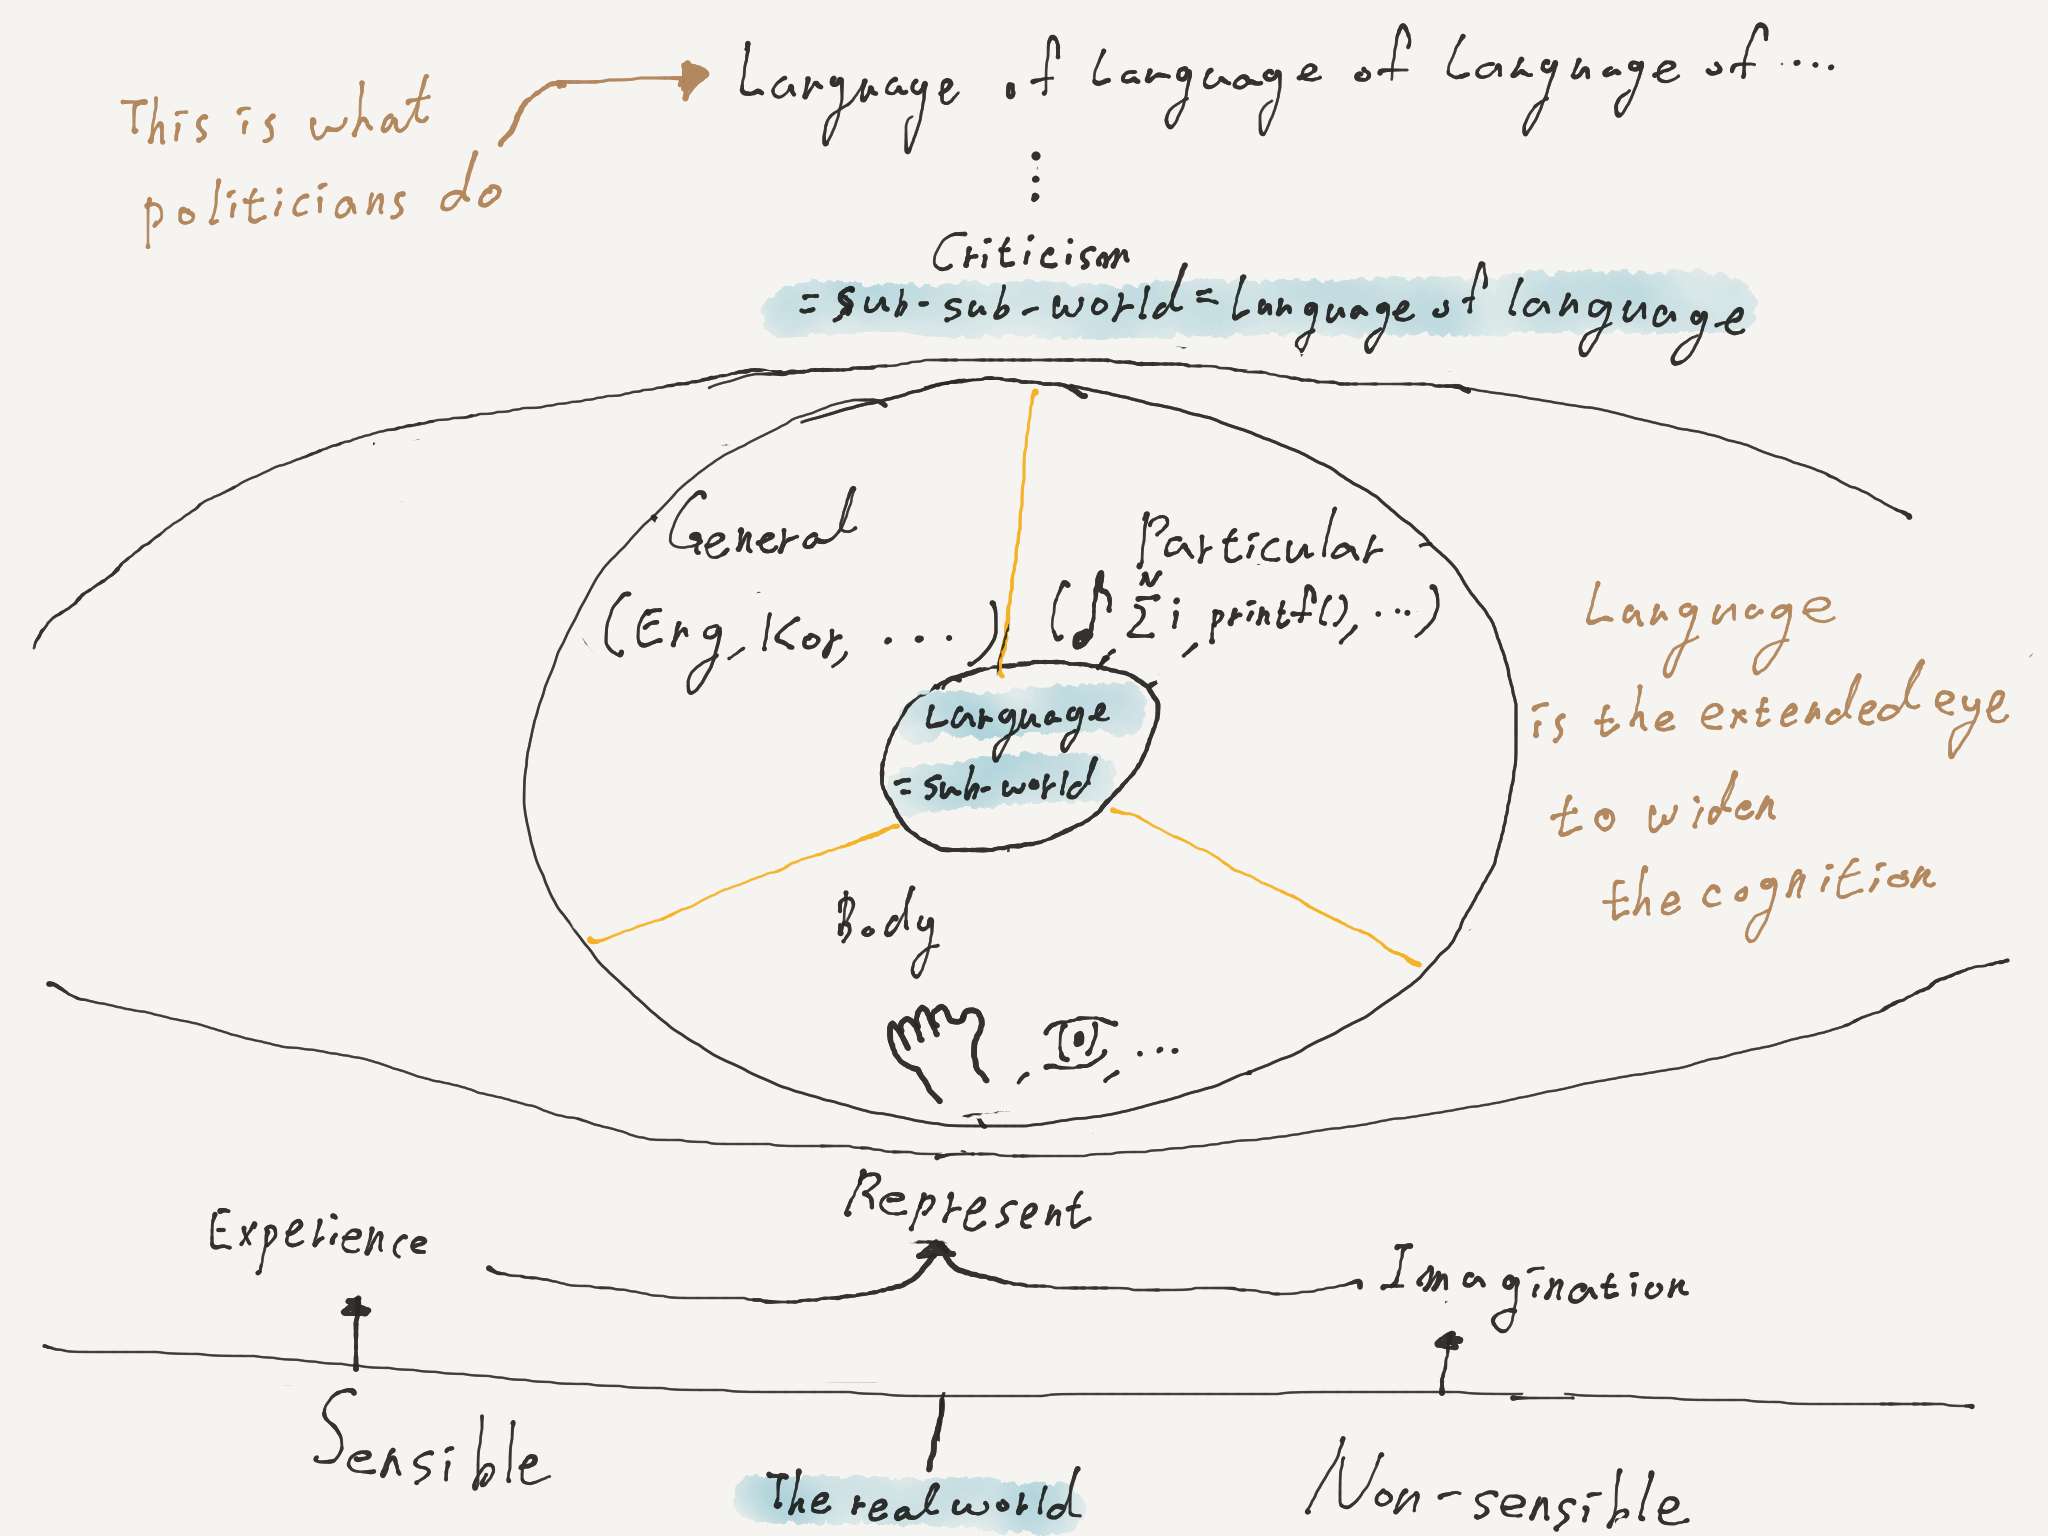 Language of Language of Language of ...
This is what
politicians do
Criticism
= sub-sub-world = Language of language
General
(Eng, Kor, ...)
Particular
(♪, N Σ i, printf(), ...)
Language
= sub-world
Body
, , ...
Language
is the extended eye
to widen
the cognition
Represent
Experience
Imagination
Sensible
The real world
Non-sensible